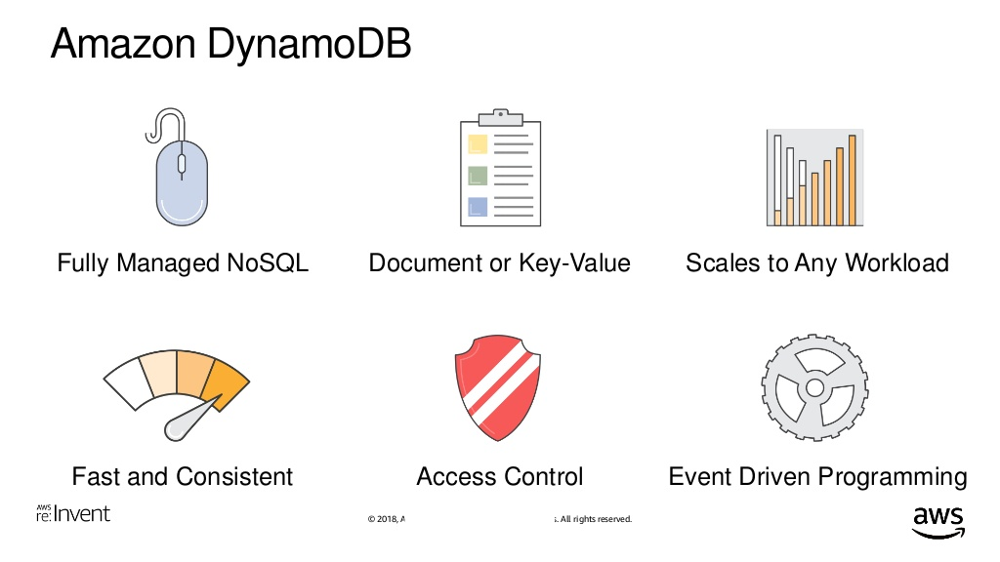 Amazon DynamoDB
Fully Managed NoSQL
Document or Key-Value
Scales to Any Workload
Fast and Consistent
Access Control
Event Driven Programming
AWS
re:Invent
© 2018, A
s. All rights reserved.
aws